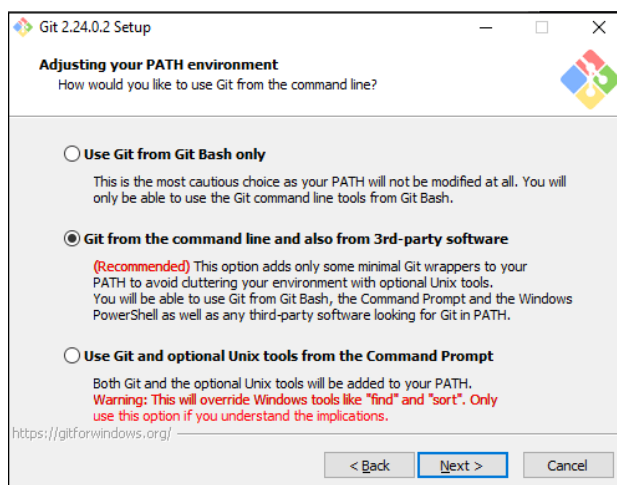 Git 2.24.0.2 Setup
Adjusting your PATH environment
How would you like to use Git from the command line?
Use Git from Git Bash only
This is the most cautious choice as your PATH will not be modified at all. You will
only be able to use the Git command line tools from Git Bash.
Git from the command line and also from 3rd-party software
(Recommended) This option adds only some minimal Git wrappers to your
PATH to avoid cluttering your environment with optional Unix tools.
You will be able to use Git from Git Bash, the Command Prompt and the Windows
PowerShell as well as any third-party software looking for Git in PATH.
Use Git and optional Unix tools from the Command Prompt
Both Git and the optional Unix tools will be added to your PATH.
Warning: This will override Windows tools like "find" and "sort". Only
use this option if you understand the implications.
https://gitforwindows.org/
< Back Next > Cancel